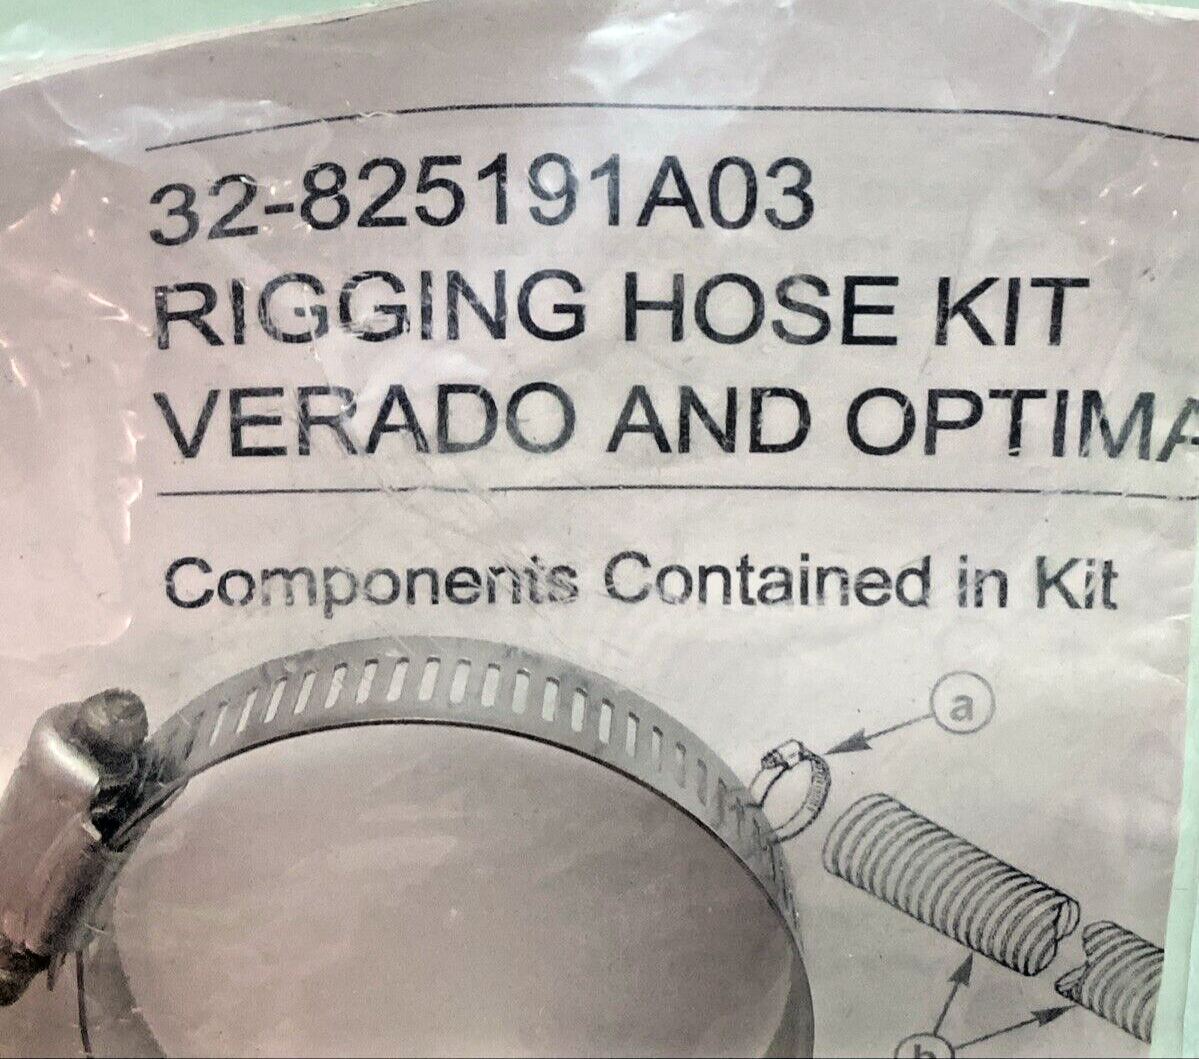 32-825191A03
RIGGING HOSE KIT
VERADO AND OPTIMA
Components Contained in Kit
a
b